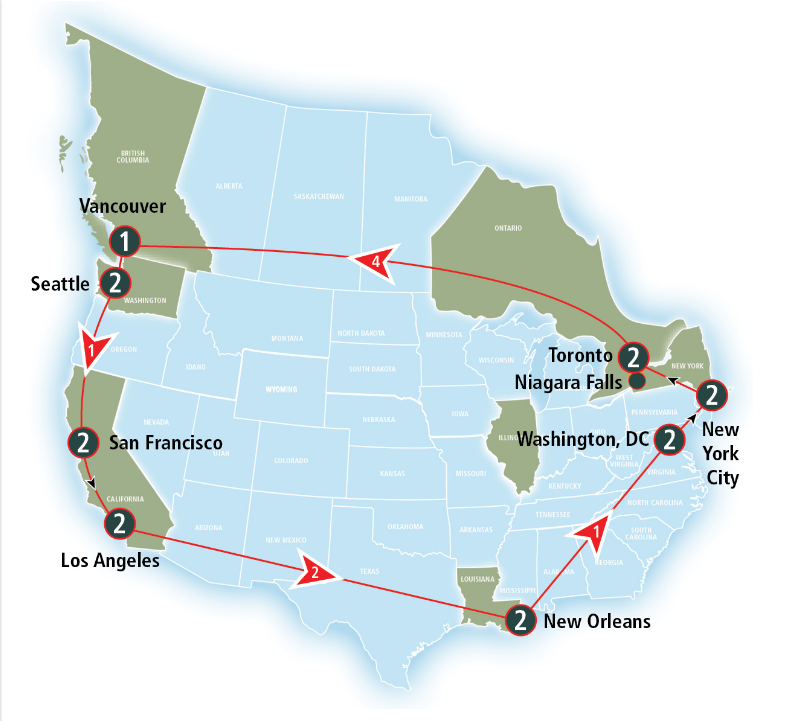 BRITISH
COLUMBIA
ALBERTA
SASKATCHEWAN
MANITOBA
ONTARIO
Vancouver
1
4
Seattle
2
WASHINGTON
1
OREGON
IDAHO
MONTANA
NORTH DAKOTA
MINNESOTA
WISCONSIN
Toronto
2
Niagara Falls
NEW YORK
2
New
York
City
WYOMING
SOUTH DAKOTA
NEBRASKA
IOWA
ILLINO
PENNSYLVANIA
Washington, DC
2
2
San Francisco
NEVADA
UTAH
COLORADO
KANSAS
MISSOURI
KENTUCKY
WEST
VIRGINIA
VIRGINIA
CALIFORNIA
2
Los Angeles
ARIZONA
NEW MEXICO
OKLAHOMA
ARKANSAS
TENNESSEE
NORTH CAROLINA
SOUTH
CAROLINA
1
GEORGIA
2
TEXAS
LOUISIANA
MISSISSIPPI
2
New Orleans